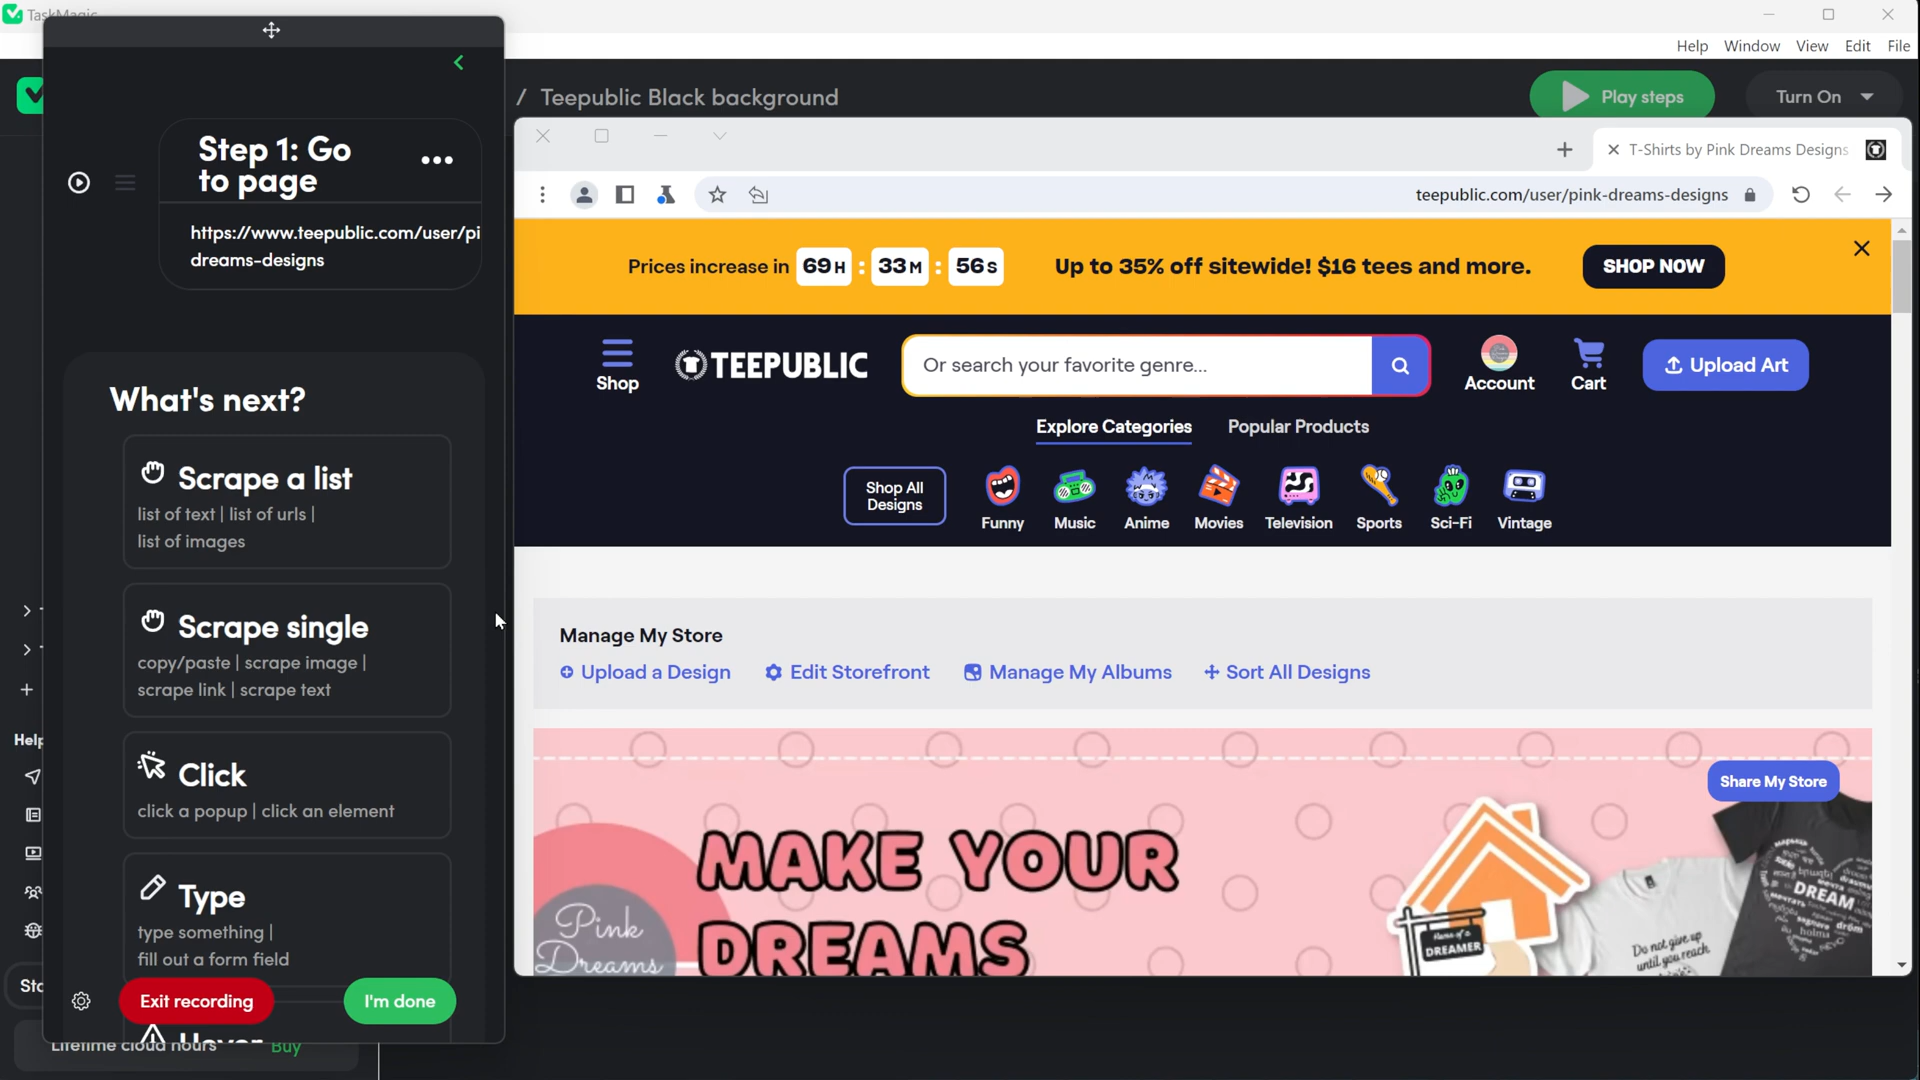 TaskMagic
Help Window View Edit File
/ Teepublic Black background
Play steps
Turn On
Step 1: Go
to page
https://www.teepublic.com/user/pi
dreams-designs
What's next?
Scrape a list
list of text | list of urls |
list of images
Scrape single
copy/paste | scrape image |
scrape link | scrape text
Click
click a popup | click an element
Type
type something |
fill out a form field
Exit recording
I'm done
Hover
Help
Lifetime cloud hours Buy
T-Shirts by Pink Dreams Designs
teepublic.com/user/pink-dreams-designs
Prices increase in 69H : 33M : 56S
Up to 35% off sitewide! $16 tees and more.
SHOP NOW
Shop
TEEPUBLIC
Or search your favorite genre...
Account
Cart
Upload Art
Explore Categories
Popular Products
Shop All
Designs
Funny
Music
Anime
Movies
Television
Sports
Sci-Fi
Vintage
Manage My Store
Upload a Design
Edit Storefront
Manage My Albums
Sort All Designs
Share My Store
MAKE YOUR
DREAMS
Pink
Dreams
Home of a
DREAMER
Do not give up
until you reach
DREAM